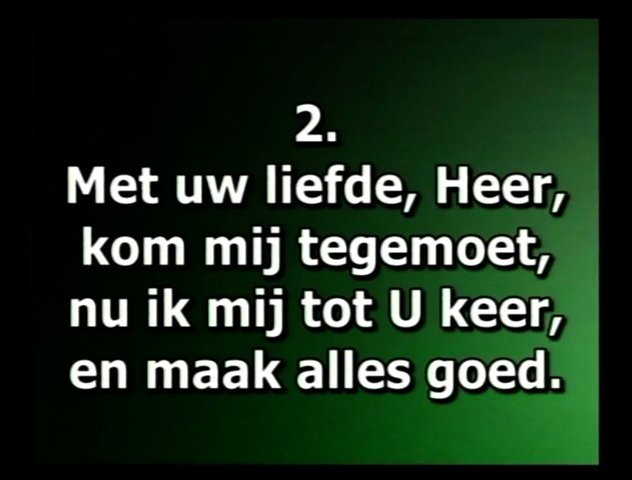 2.
Met uw liefde, Heer,
kom mij tegemoet,
nu ik mij tot U keer,
en maak alles goed.